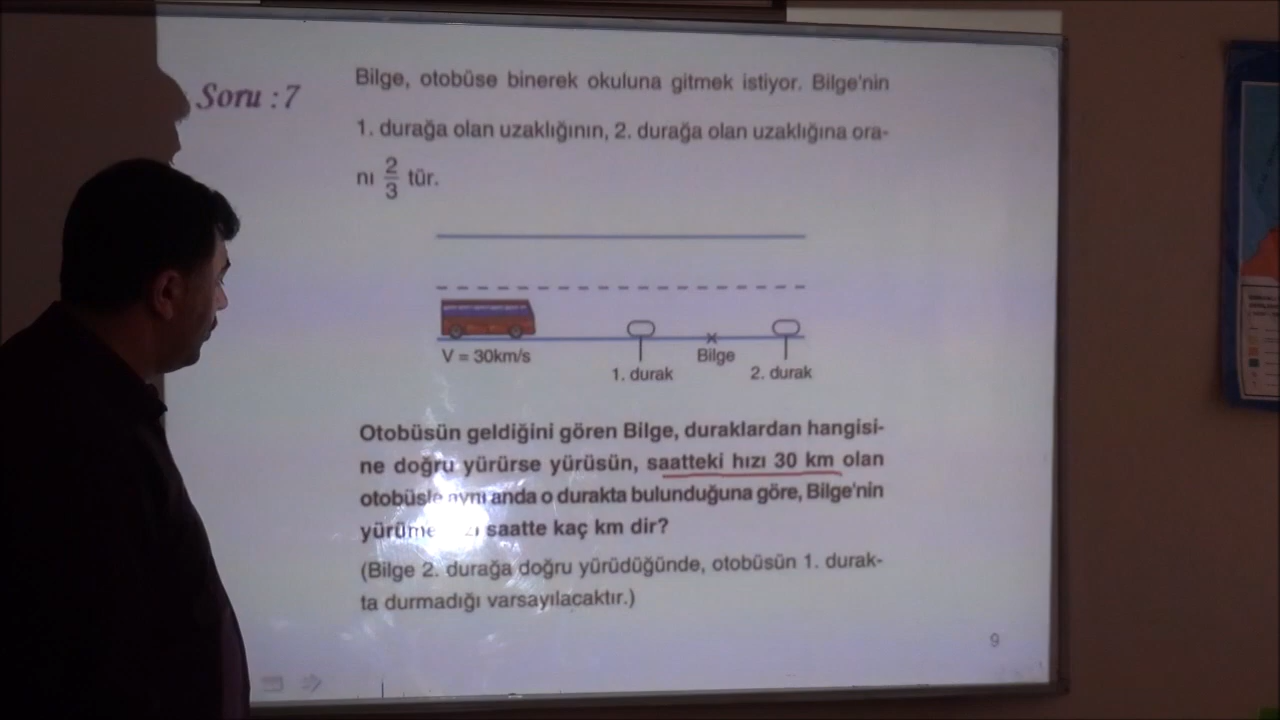 Soru : 7
Bilge, otobüse binerek okuluna gitmek istiyor. Bilge'nin
1. durağa olan uzaklığının, 2. durağa olan uzaklığına ora-
nı 2/3 tür.
V = 30km/s
Bilge
1. durak
2. durak
Otobüsün geldiğini gören Bilge, duraklardan hangisi-
ne doğru yürürse yürüsün, saatteki hızı 30 km olan
otobüsle aynı anda o durakta bulunduğuna göre, Bilge'nin
saatte kaç km dir?
(Bilge 2. durağa doğru yürüdüğünde, otobüsün 1. durak-
ta durmadığı varsayılacaktır.)
9